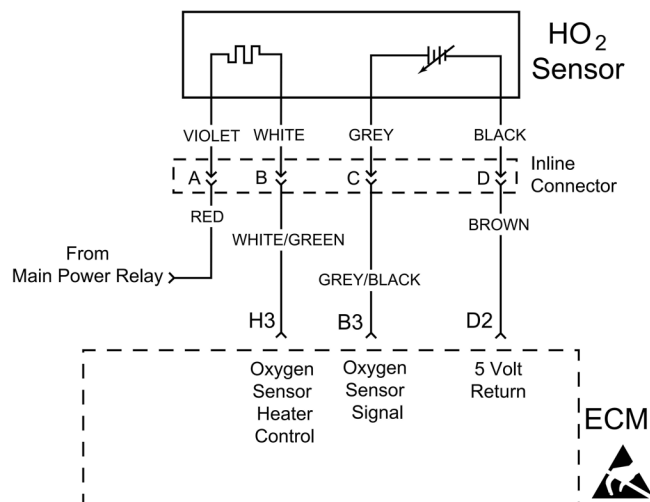 HO2
Sensor
VIOLET WHITE GREY BLACK
A B C D
Inline
Connector
RED
WHITE/GREEN
BROWN
From
Main Power Relay
GREY/BLACK
H3 B3 D2
Oxygen
Sensor
Heater
Control
Oxygen
Sensor
Signal
5 Volt
Return
ECM